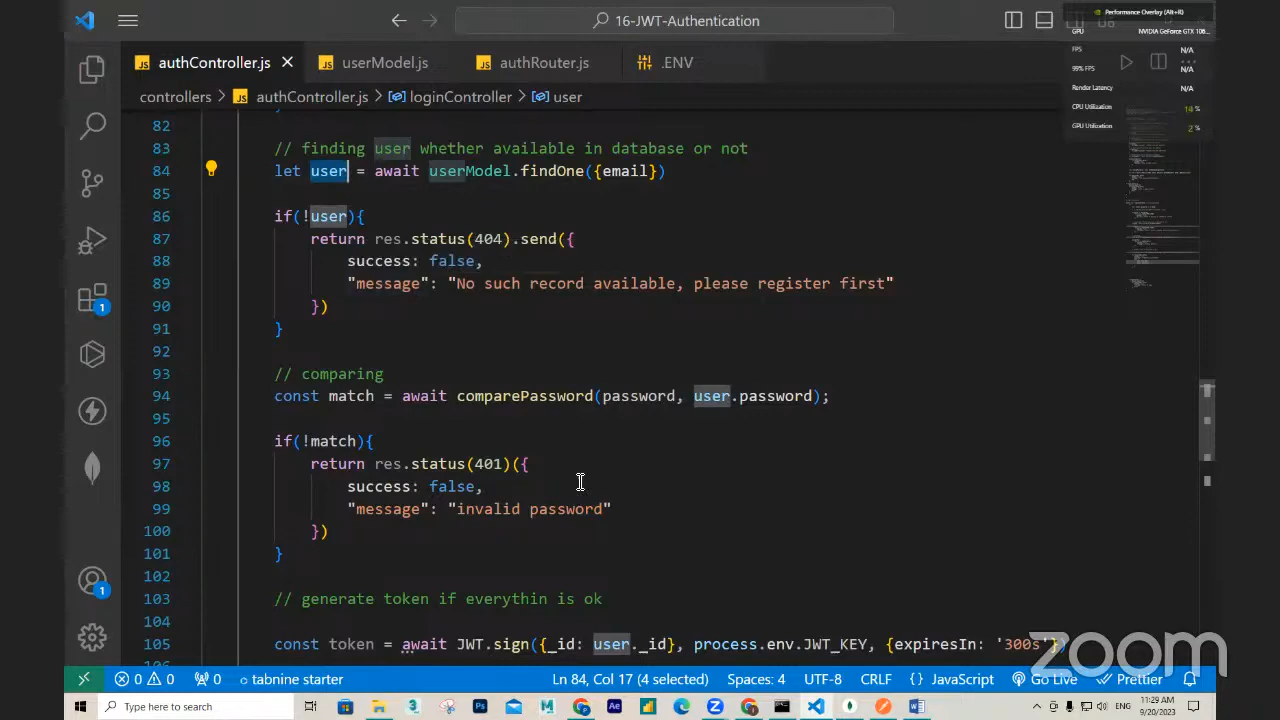 16-JWT-Authentication
Performance Overlay (Alt+R)
GPU NVIDIA GeForce GTX 106...
FPS N/A
99% FPS N/A
Render Latency N/A
CPU Utilization 14 %
GPU Utilization 2 %
JS authController.js
JS userModel.js
JS authRouter.js
.ENV
controllers > JS authController.js > loginController > user
82
83 // finding user whether available in database or not
84 let user = await userModel.findOne({email})
85
86 if(!user){
87 return res.status(404).send({
88 success: false,
89 "message": "No such record available, please register first"
90 })
91 }
92
93 // comparing
94 const match = await comparePassword(password, user.password);
95
96 if(!match){
97 return res.status(401)({
98 success: false,
99 "message": "invalid password"
100 })
101 }
102
103 // generate token if everythin is ok
104
105 const token = await JWT.sign({_id: user._id}, process.env.JWT_KEY, {expiresIn: '300s'})
1
1
zoom
0 0 0 tabnine starter Ln 84, Col 17 (4 selected) Spaces: 4 UTF-8 CRLF {} JavaScript Go Live Prettier
Type here to search
11:29 AM
9/20/2023